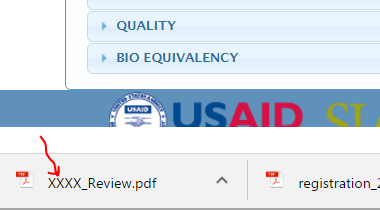 QUALITY
BIO EQUIVALENCY
USAID
XXXX_Review.pdf
registration_2